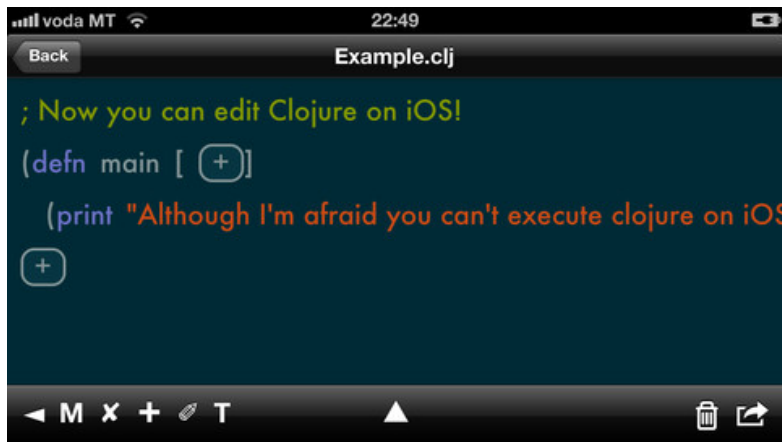 voda MT 22:49
Back Example.clj
; Now you can edit Clojure on iOS!
(defn main [ + ]
(print "Although I'm afraid you can't execute clojure on iOS
+
M T